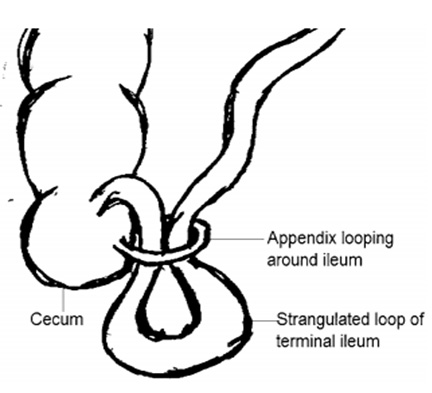 Appendix looping
around ileum
Cecum
Strangulated loop of
terminal ileum